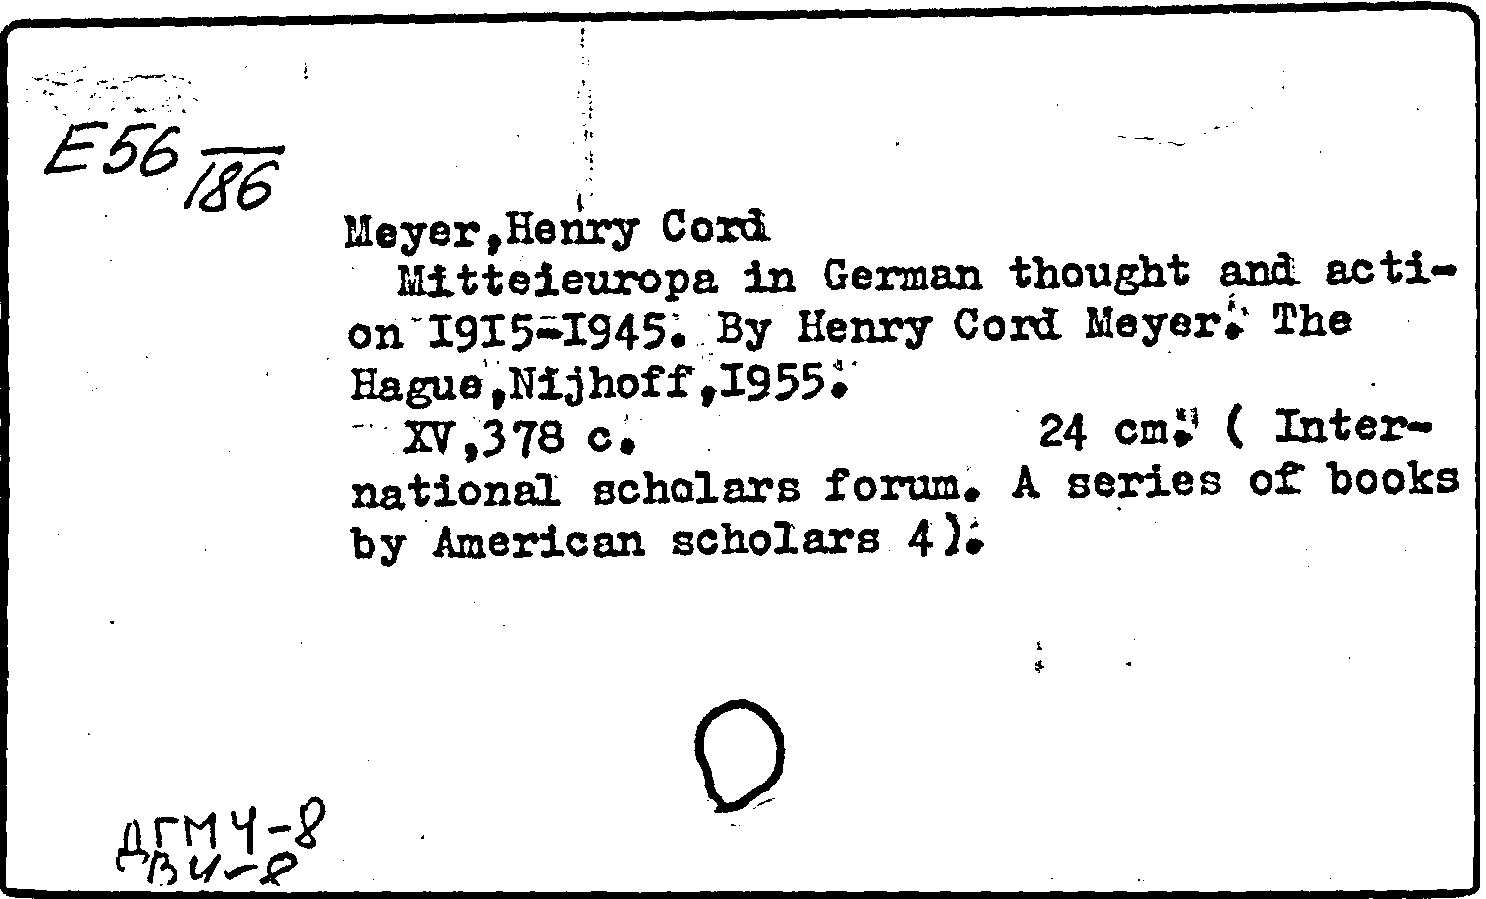 E56
186
Meyer,Henry Cord
Mitteieuropa in German thought and acti-
on I9I5-I945. By Henry Cord Meyer. The
Hague,Nijhoff,I955.
XV,378 c. 24 cm. ( Inter-
national scholars forum. A series of books
by American scholars 4).
ДГМЧ-8
ВЧ-8